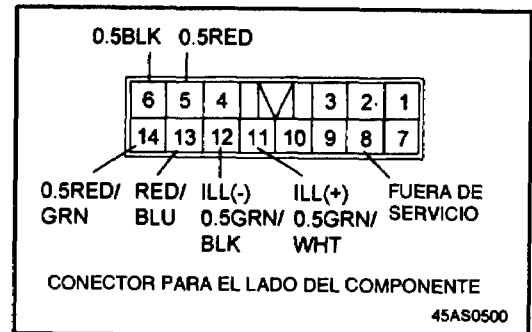 0.5BLK 0.5RED
6 5 4 3 2 1
14 13 12 11 10 9 8 7
0.5RED/ RED/ ILL(-) ILL(+) FUERA DE
GRN BLU 0.5GRN/ 0.5GRN/ SERVICIO
BLK WHT
CONECTOR PARA EL LADO DEL COMPONENTE
45AS0500